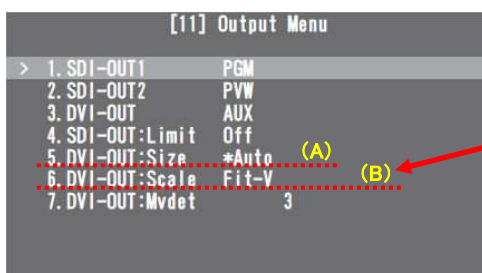 [11] Output Menu
> 1. SDI-OUT1 PGM
2. SDI-OUT2 PVW
3. DVI-OUT AUX
4. SDI-OUT:Limit Off
5. DVI-OUT:Size *Auto (A)
6. DVI-OUT:Scale Fit-V (B)
7. DVI-OUT:Mvdet 3